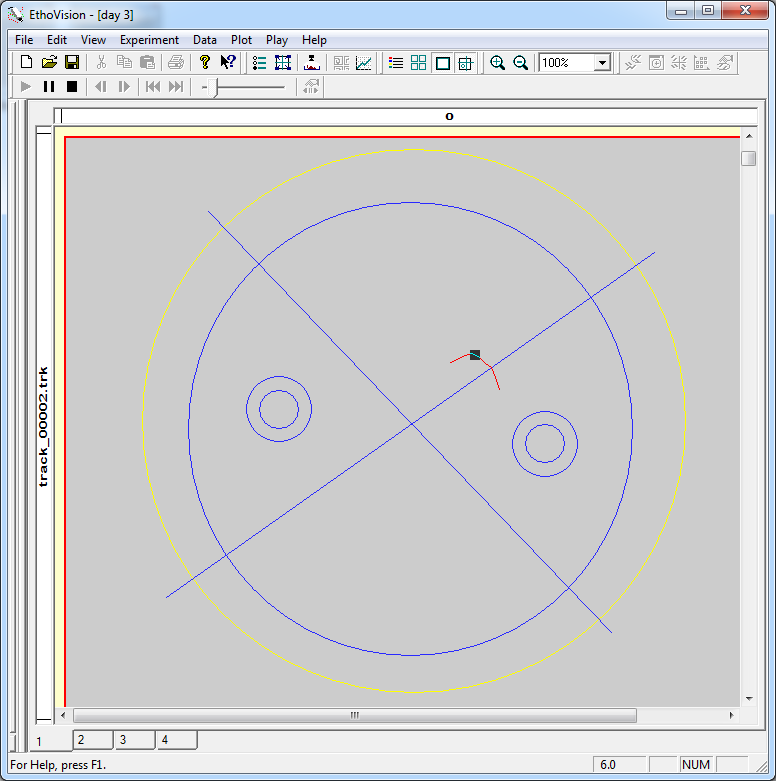 EthoVision - [day 3]
File Edit View Experiment Data Plot Play Help
100%
o
track_00002.trk
1 2 3 4
For Help, press F1.
6.0 NUM